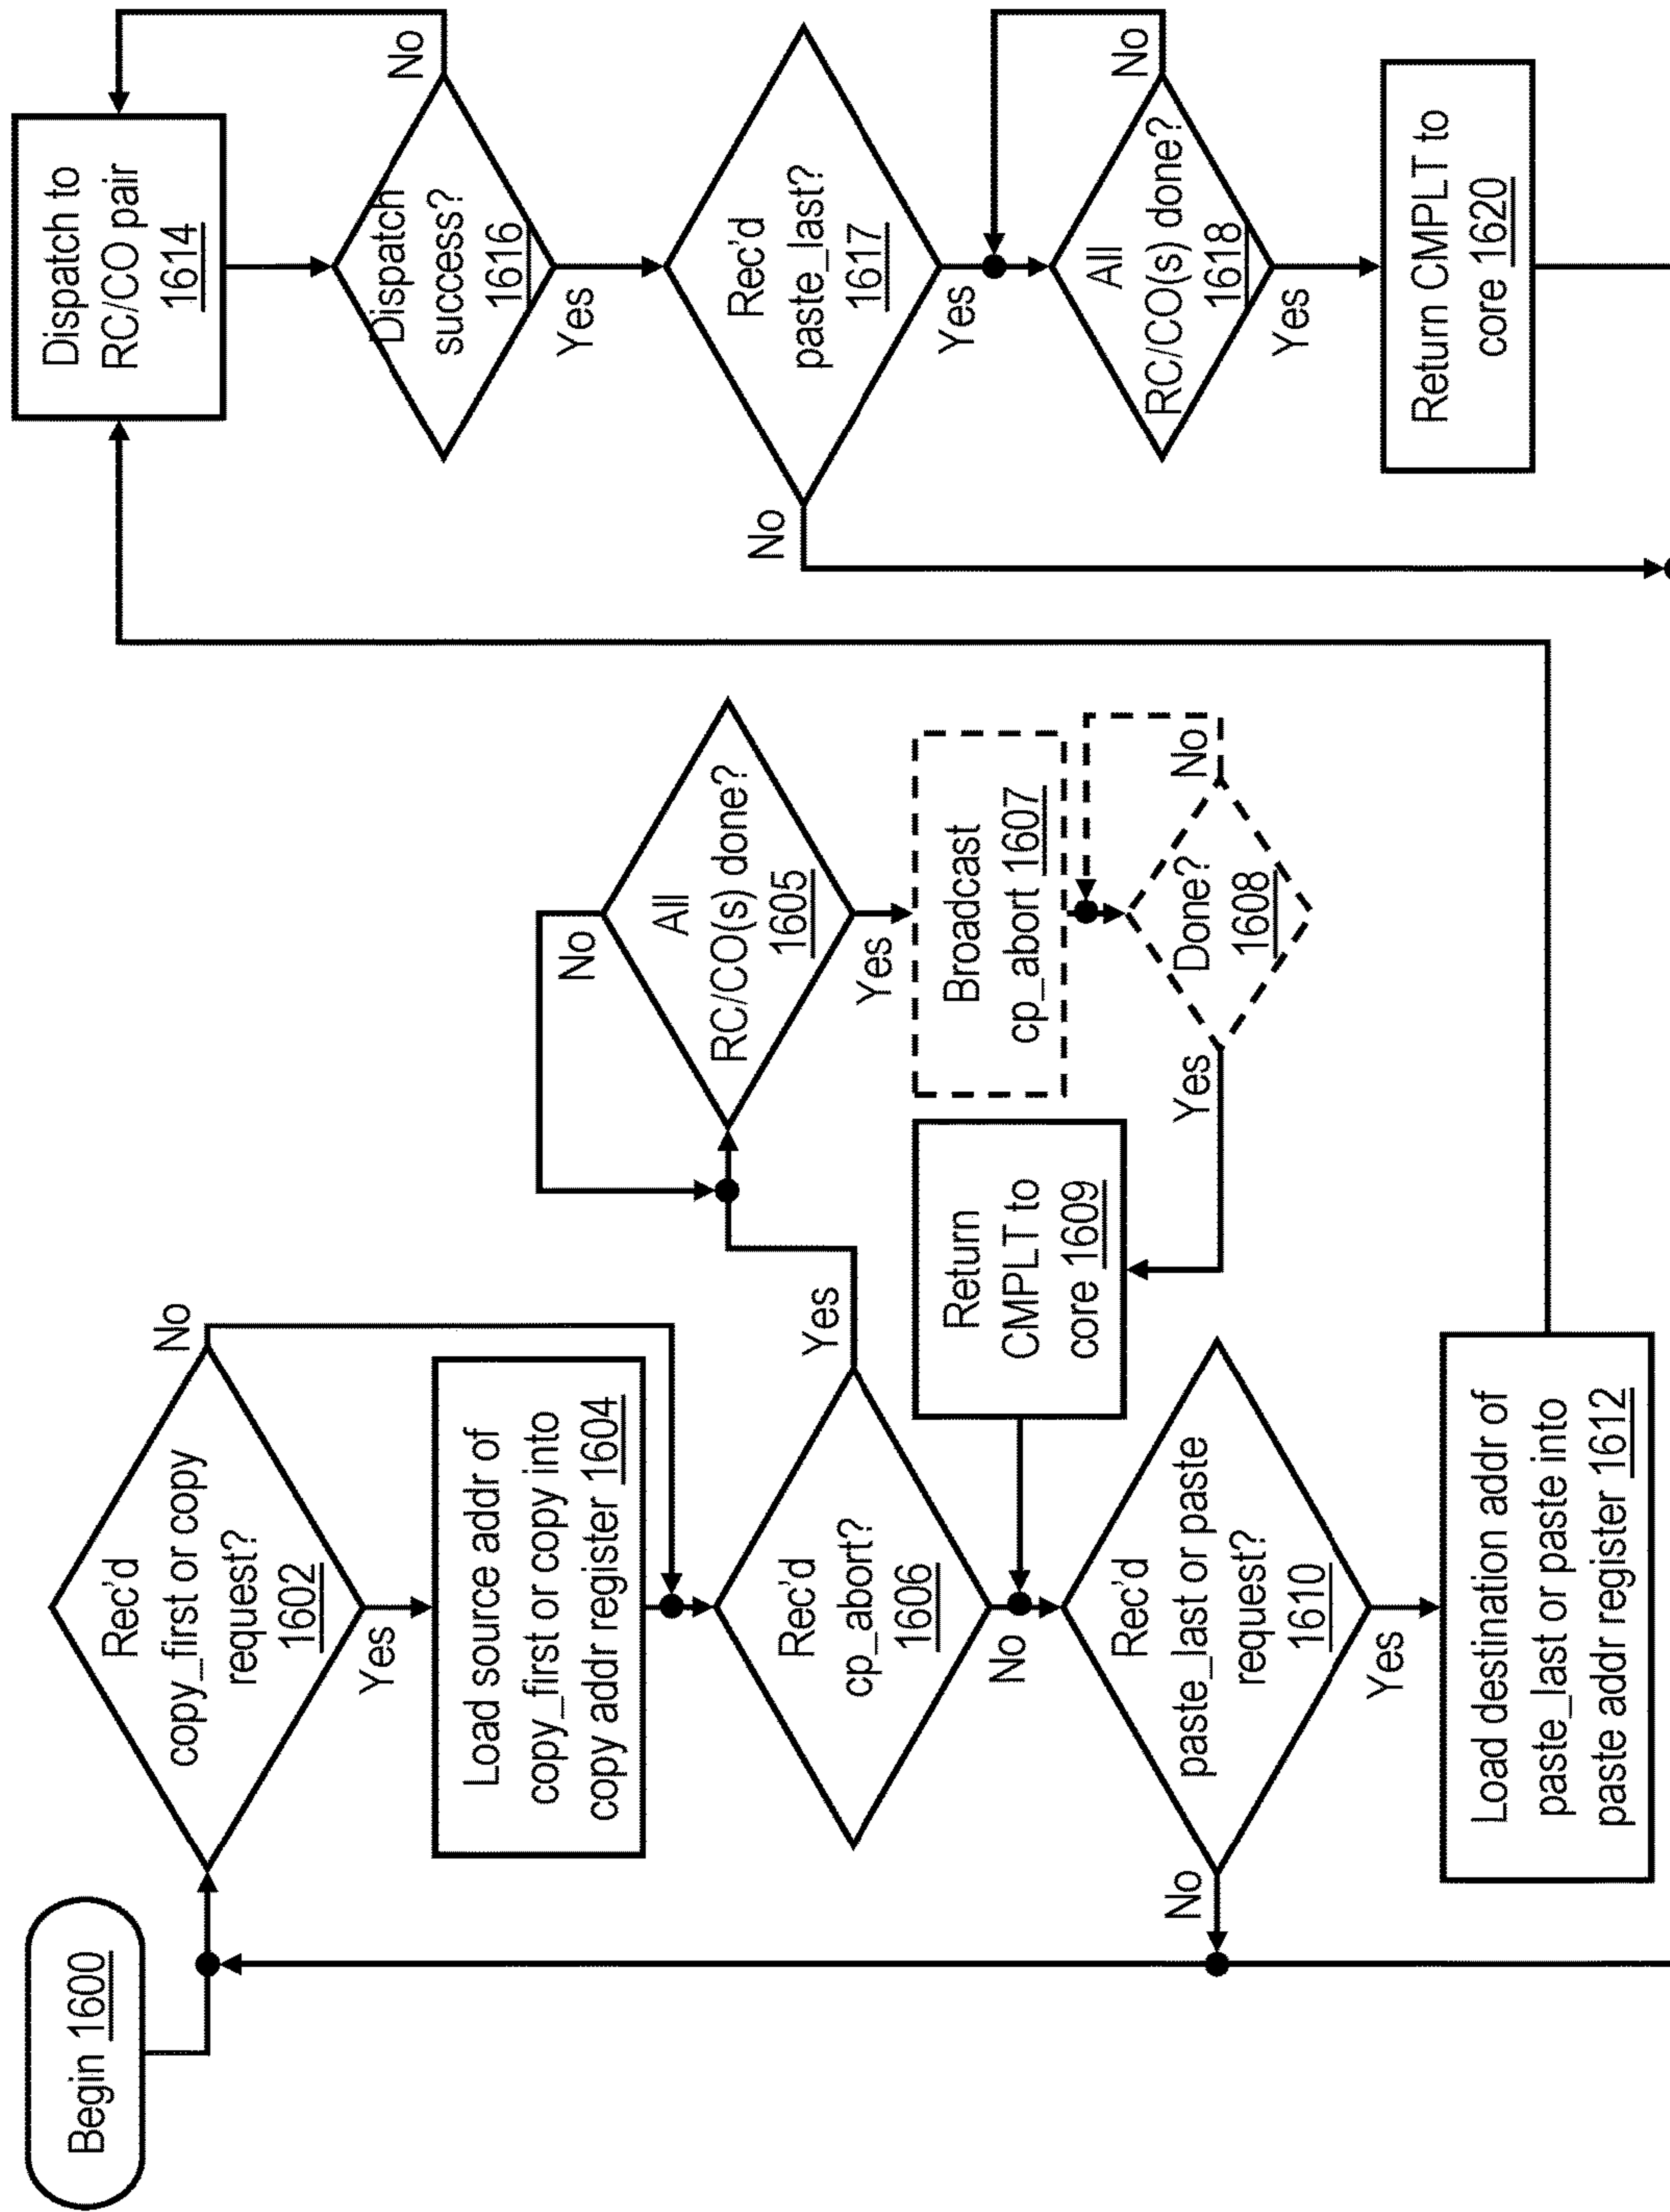 Begin 1600
Rec'd
copy_first or copy
request?
1602
No
Yes
Load source addr of
copy_first or copy into
copy addr register 1604
Rec'd
cp_abort?
1606
Yes
No
All
RC/CO(s) done?
1605
No
Yes
Broadcast
cp_abort 1607
Done?
1608
No
Yes
Return
CMPLT to
core 1609
Rec'd
paste_last or paste
request?
1610
No
Yes
Load destination addr of
paste_last or paste into
paste addr register 1612
Dispatch to
RC/CO pair
1614
Dispatch
success?
1616
No
Yes
Rec'd
paste_last?
1617
No
Yes
All
RC/CO(s) done?
1618
No
Yes
Return CMPLT to
core 1620